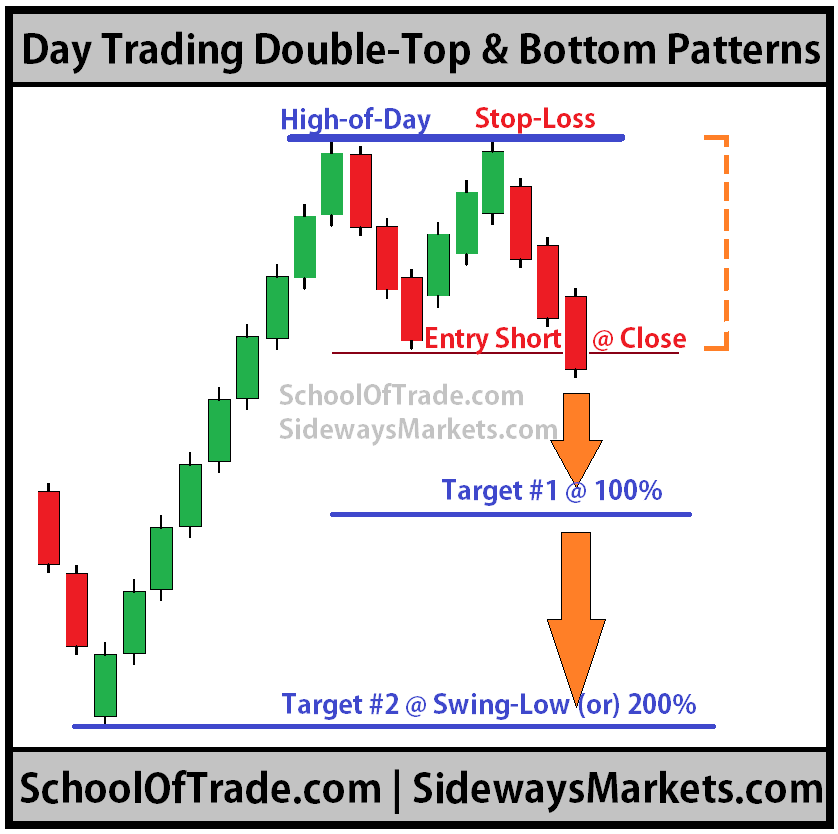 Day Trading Double-Top & Bottom Patterns
High-of-Day Stop-Loss
Entry Short @ Close
SchoolOfTrade.com
SidewaysMarkets.com
Target #1 @ 100%
Target #2 @ Swing-Low (or) 200%
SchoolOfTrade.com | SidewaysMarkets.com